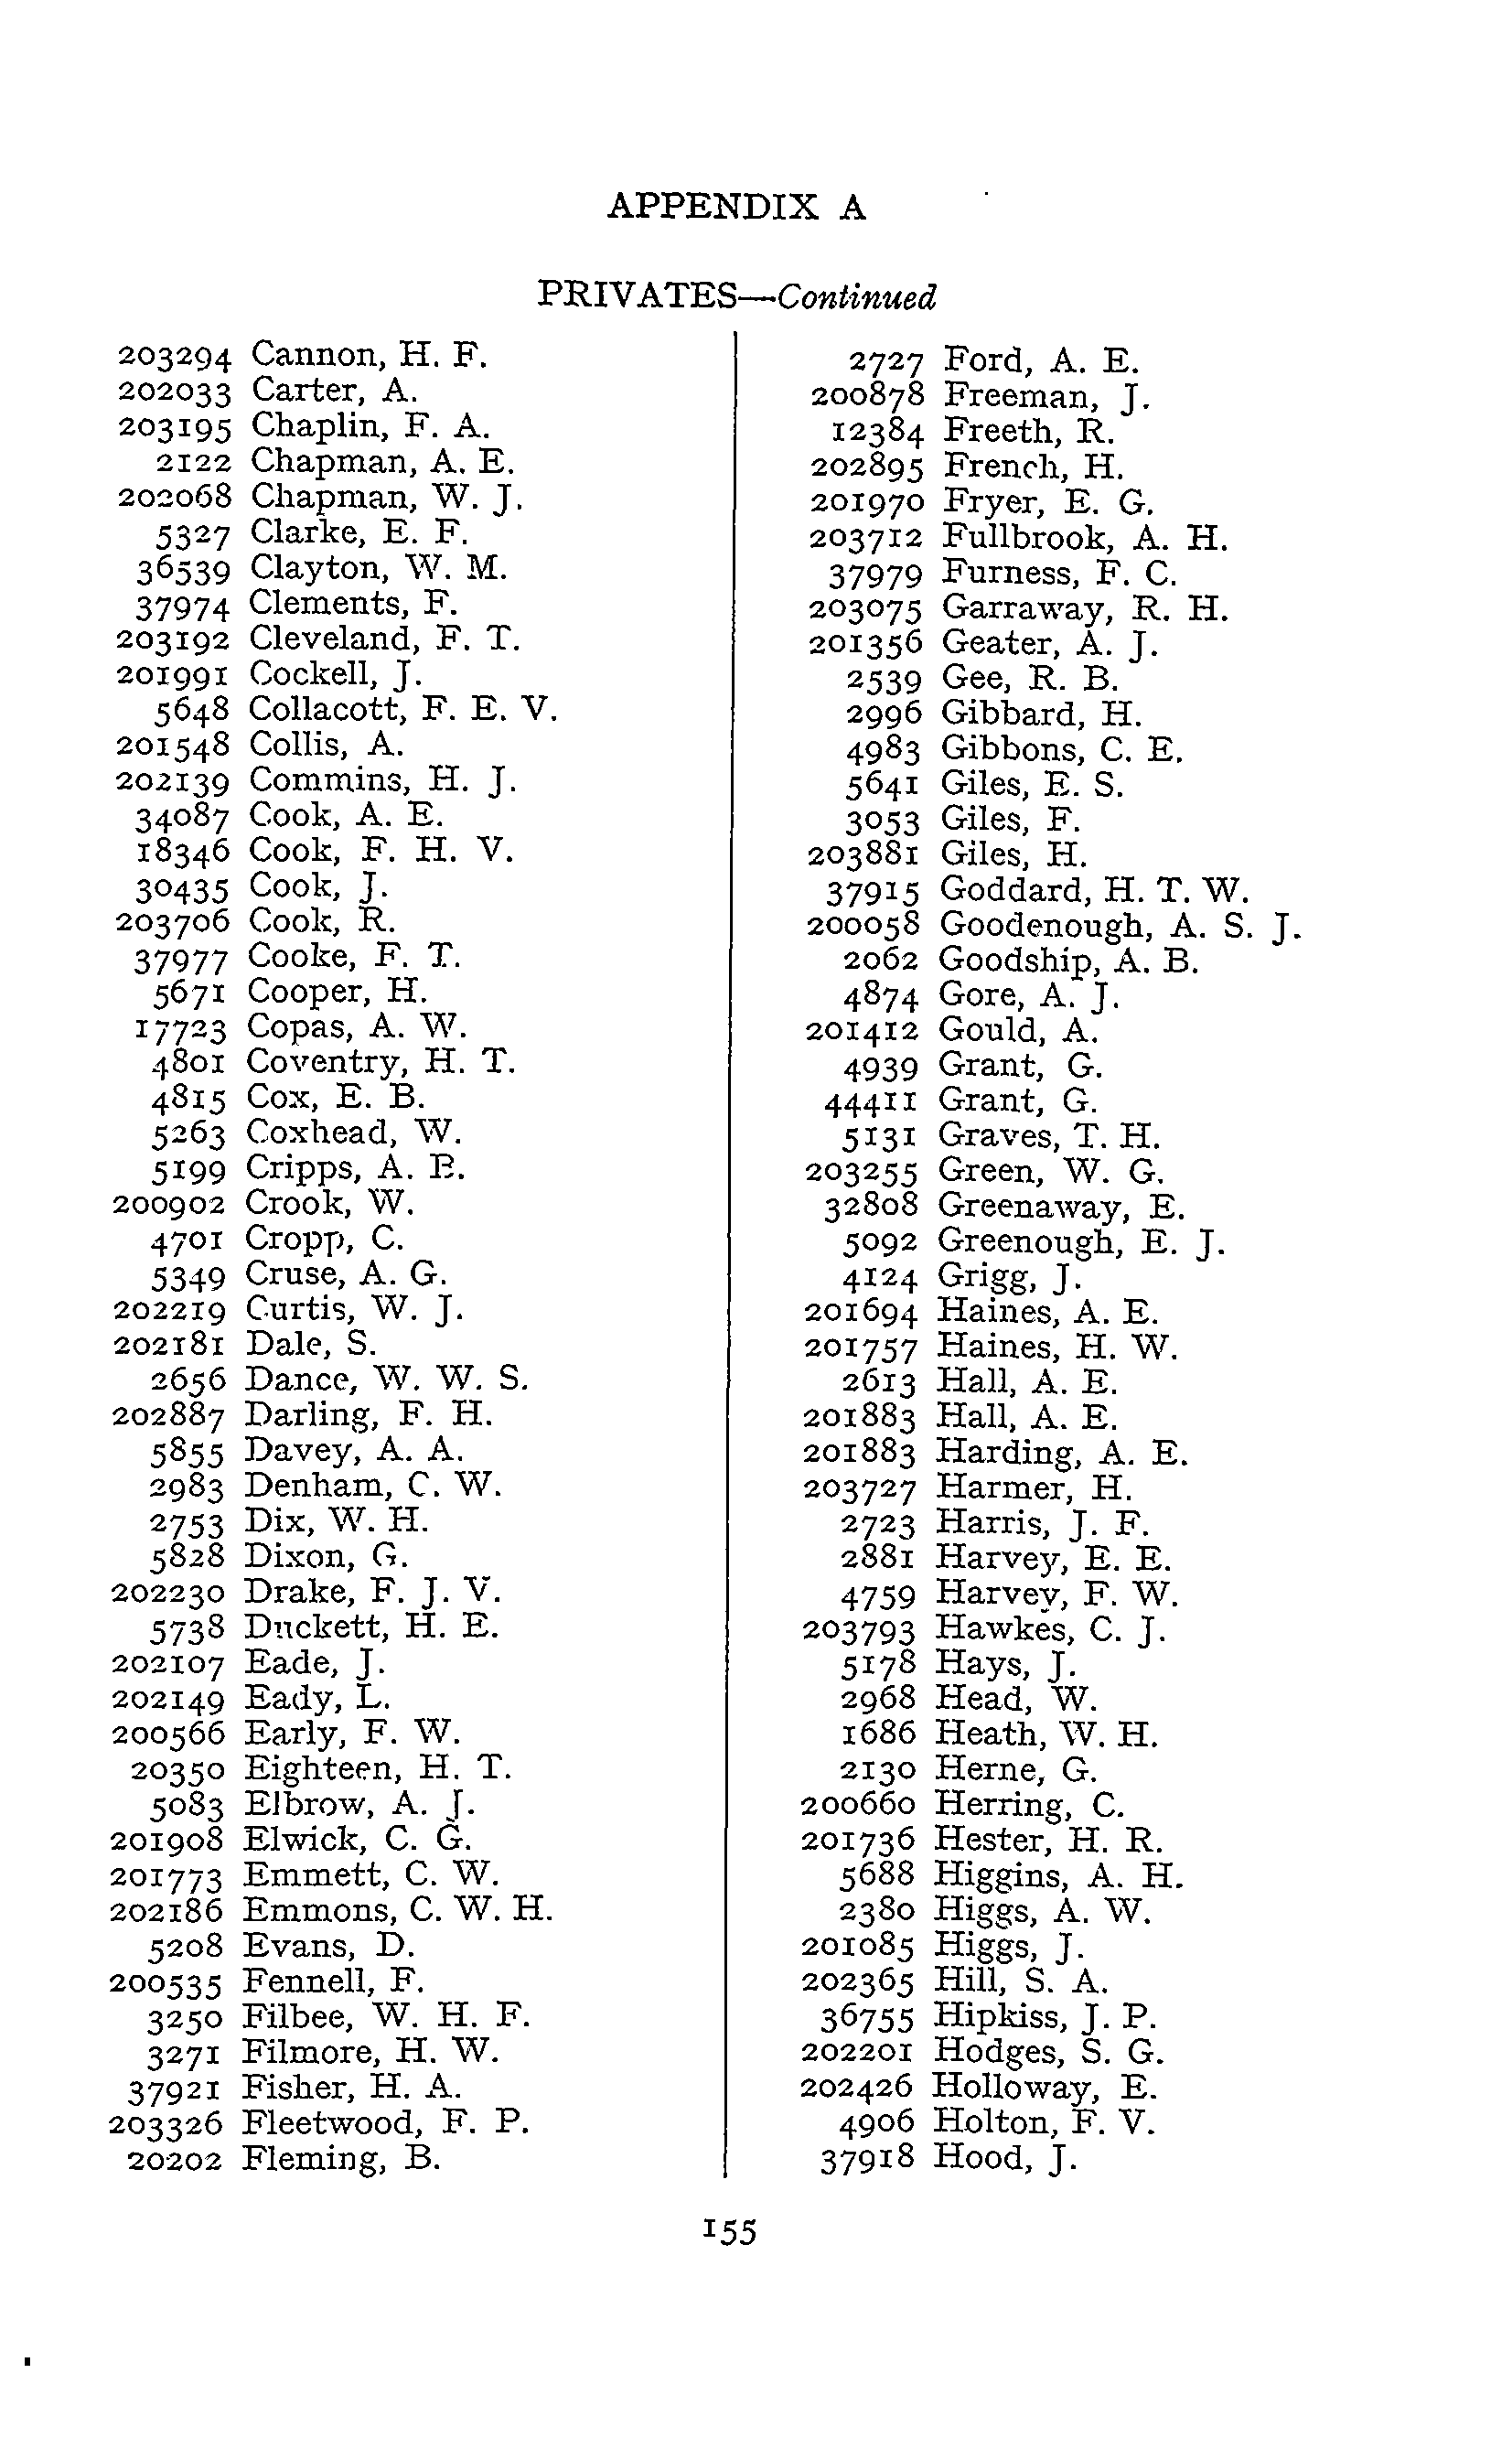 APPENDIX A
PRIVATES—Continued
203294 Cannon, H. F.
202033 Carter, A.
203195 Chaplin, F. A.
2122 Chapman, A. E.
202068 Chapman, W. J.
5327 Clarke, E. F.
36539 Clayton, W. M.
37974 Clements, F.
203192 Cleveland, F. T.
201991 Cockell, J.
5648 Collacott, F. E. V.
201548 Collis, A.
202139 Commins, H. J.
34087 Cook, A. E.
18346 Cook, F. H. V.
30435 Cook, J.
203706 Cook, R.
37977 Cooke, F. T.
5671 Cooper, H.
17723 Copas, A. W.
4801 Coventry, H. T.
4815 Cox, E. B.
5263 Coxhead, W.
5199 Cripps, A. B.
200902 Crook, W.
4701 Cropp, C.
5349 Cruse, A. G.
202219 Curtis, W. J.
202181 Dale, S.
2656 Dance, W. W. S.
202887 Darling, F. H.
5855 Davey, A. A.
2983 Denham, C. W.
2753 Dix, W. H.
5828 Dixon, G.
202230 Drake, F. J. V.
5738 Duckett, H. E.
202107 Eade, J.
202149 Eady, L.
200566 Early, F. W.
20350 Eighteen, H. T.
5083 Elbrow, A. J.
201908 Elwick, C. G.
201773 Emmett, C. W.
202186 Emmons, C. W. H.
5208 Evans, D.
200535 Fennell, F.
3250 Filbee, W. H. F.
3271 Filmore, H. W.
37921 Fisher, H. A.
203326 Fleetwood, F. P.
20202 Fleming, B.
2727 Ford, A. E.
200878 Freeman, J.
12384 Freeth, R.
202895 French, H.
201970 Fryer, E. G.
203712 Fullbrook, A. H.
37979 Furness, F. C.
203075 Garraway, R. H.
201356 Geater, A. J.
2539 Gee, R. B.
2996 Gibbard, H.
4983 Gibbons, C. E.
5641 Giles, E. S.
3053 Giles, F.
203881 Giles, H.
37915 Goddard, H. T. W.
200058 Goodenough, A. S. J.
2062 Goodship, A. B.
4874 Gore, A. J.
201412 Gould, A.
4939 Grant, G.
44411 Grant, G.
5131 Graves, T. H.
203255 Green, W. G.
32808 Greenaway, E.
5092 Greenough, E. J.
4124 Grigg, J.
201694 Haines, A. E.
201757 Haines, H. W.
2613 Hall, A. E.
201883 Hall, A. E.
201883 Harding, A. E.
203727 Harmer, H.
2723 Harris, J. F.
2881 Harvey, E. E.
4759 Harvey, F. W.
203793 Hawkes, C. J.
5178 Hays, J.
2968 Head, W.
1686 Heath, W. H.
2130 Herne, G.
200660 Herring, C.
201736 Hester, H. R.
5688 Higgins, A. H.
2380 Higgs, A. W.
201085 Higgs, J.
202365 Hill, S. A.
36755 Hipkiss, J. P.
202201 Hodges, S. G.
202426 Holloway, E.
4906 Holton, F. V.
37918 Hood, J.
155